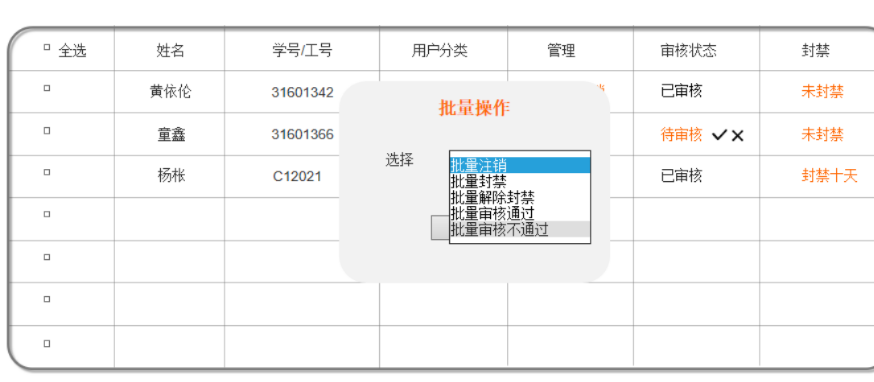 全选 姓名 学号/工号 用户分类 管理 审核状态 封禁
黄依伦 31601342 已审核 未封禁
批量操作
童鑫 31601366 待审核 未封禁
选择
杨枨 C12021 已审核 封禁十天
批量注销
批量封禁
批量解除封禁
批量审核通过
批量审核不通过